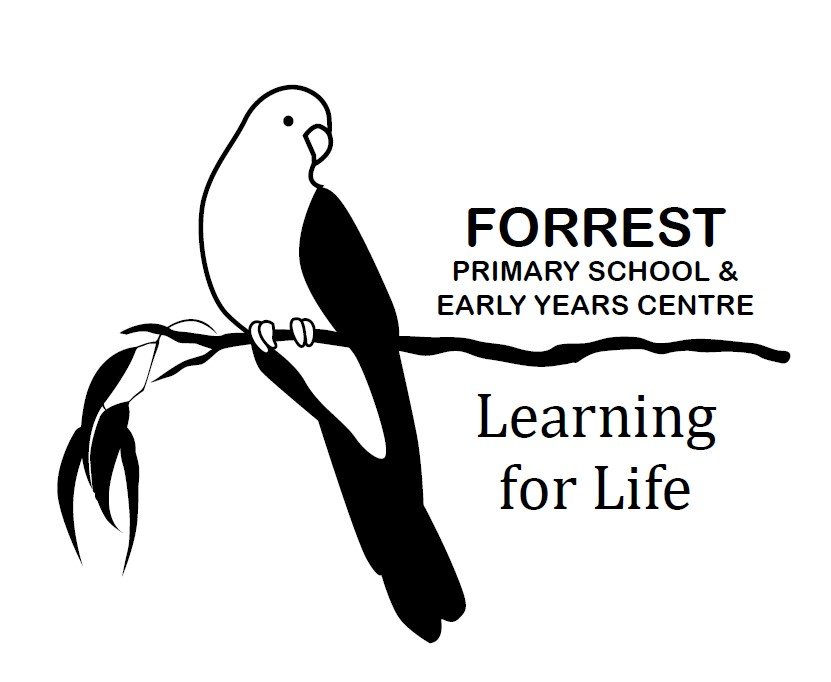 FORREST
PRIMARY SCHOOL &
EARLY YEARS CENTRE
Learning
for Life